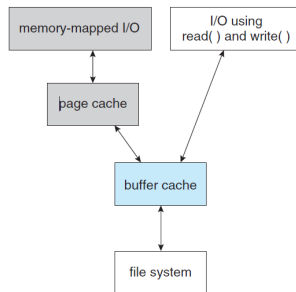 memory-mapped I/O
I/O using
read( ) and write( )
page cache
buffer cache
file system